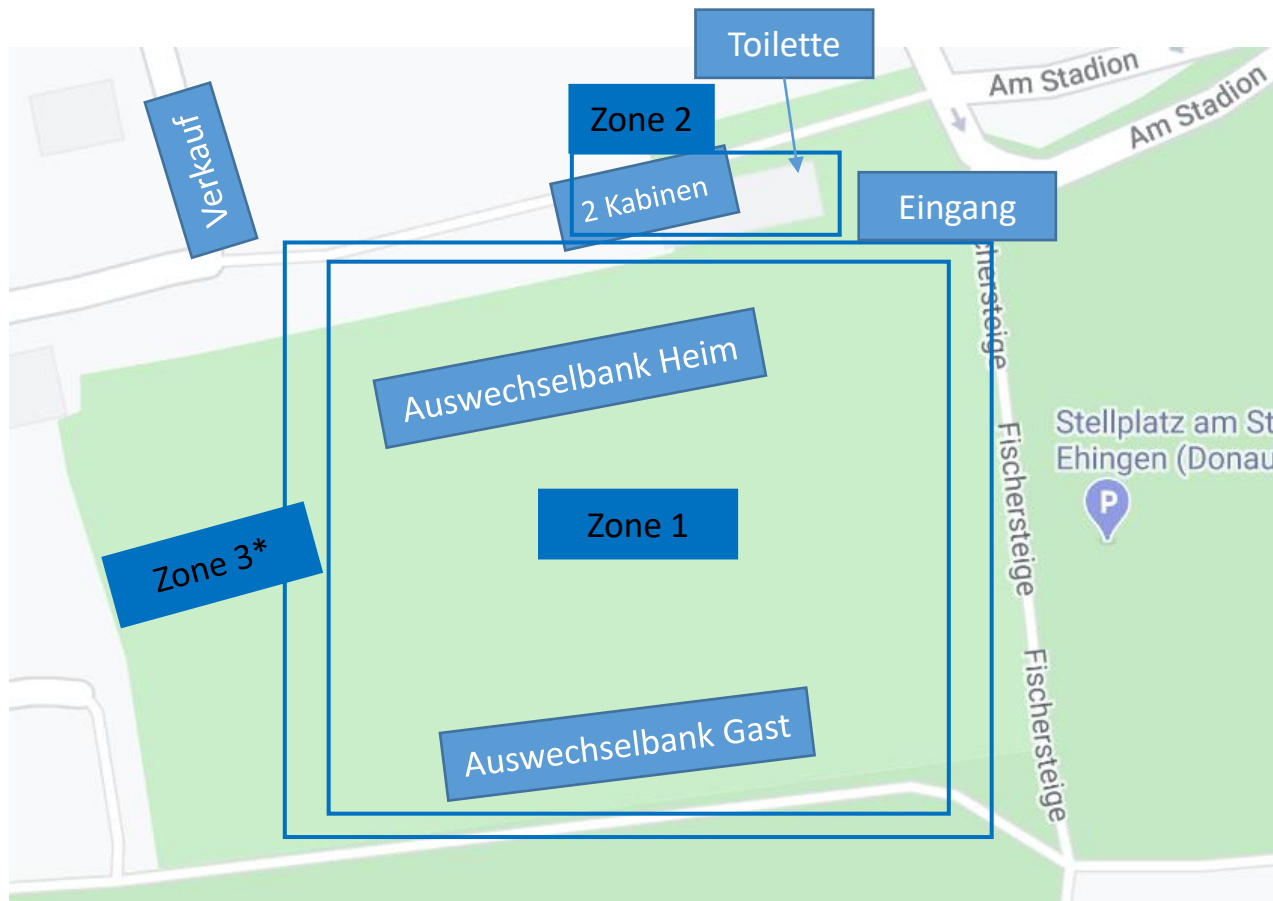 Toilette
Am Stadion
Am Stadion
Zone 2
Verkauf
2 Kabinen
Eingang
chersteige
Auswechselbank Heim
Stellplatz am St
Ehingen (Donau
P
Fischersteige
Zone 1
Zone 3*
Fischersteige
Auswechselbank Gast